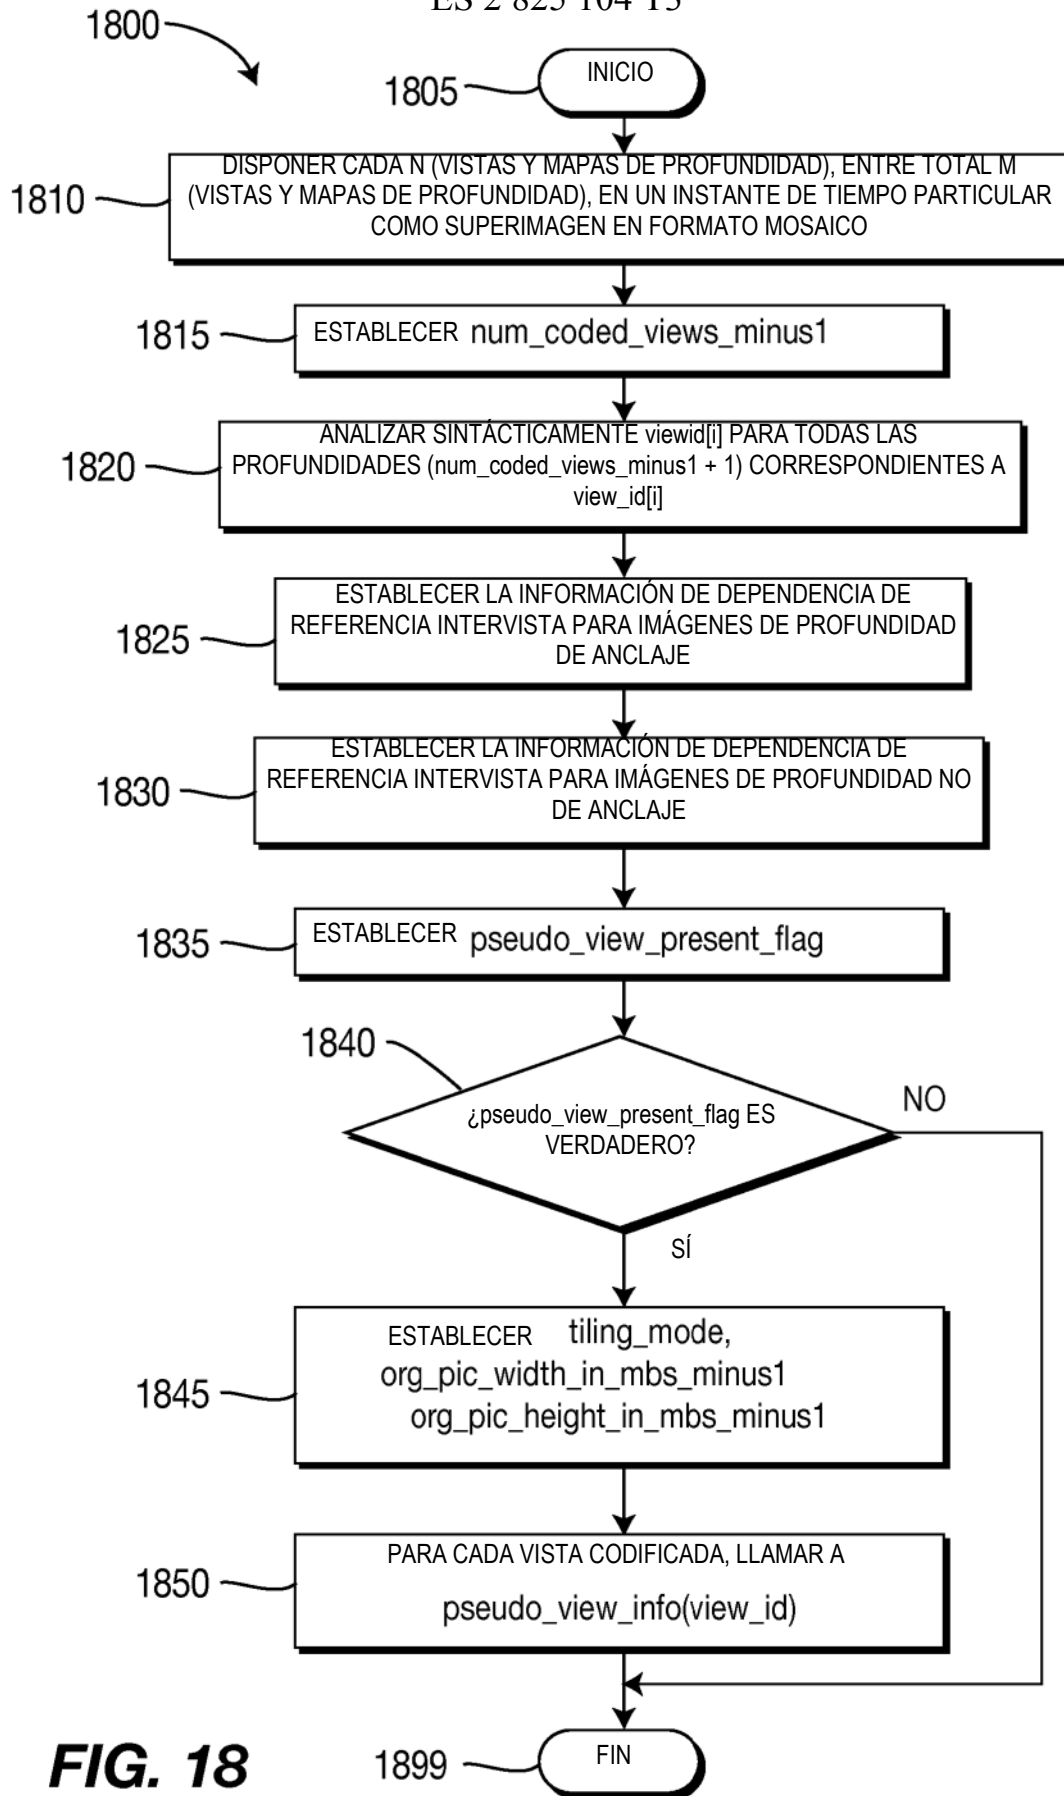 ES 2 825 104 T3
1800
1805
INICIO
1810
DISPONER CADA N (VISTAS Y MAPAS DE PROFUNDIDAD), ENTRE TOTAL M
(VISTAS Y MAPAS DE PROFUNDIDAD), EN UN INSTANTE DE TIEMPO PARTICULAR
COMO SUPERIMAGEN EN FORMATO MOSAICO
1815
ESTABLECER num_coded_views_minus1
1820
ANALIZAR SINTÁCTICAMENTE viewid[i] PARA TODAS LAS
PROFUNDIDADES (num_coded_views_minus1 + 1) CORRESPONDIENTES A
view_id[i]
1825
ESTABLECER LA INFORMACIÓN DE DEPENDENCIA DE
REFERENCIA INTERVISTA PARA IMÁGENES DE PROFUNDIDAD
DE ANCLAJE
1830
ESTABLECER LA INFORMACIÓN DE DEPENDENCIA DE
REFERENCIA INTERVISTA PARA IMÁGENES DE PROFUNDIDAD NO
DE ANCLAJE
1835
ESTABLECER pseudo_view_present_flag
1840
¿pseudo_view_present_flag ES
VERDADERO?
NO
SÍ
1845
ESTABLECER tiling_mode,
org_pic_width_in_mbs_minus1
org_pic_height_in_mbs_minus1
1850
PARA CADA VISTA CODIFICADA, LLAMAR A
pseudo_view_info(view_id)
1899
FIN
FIG. 18